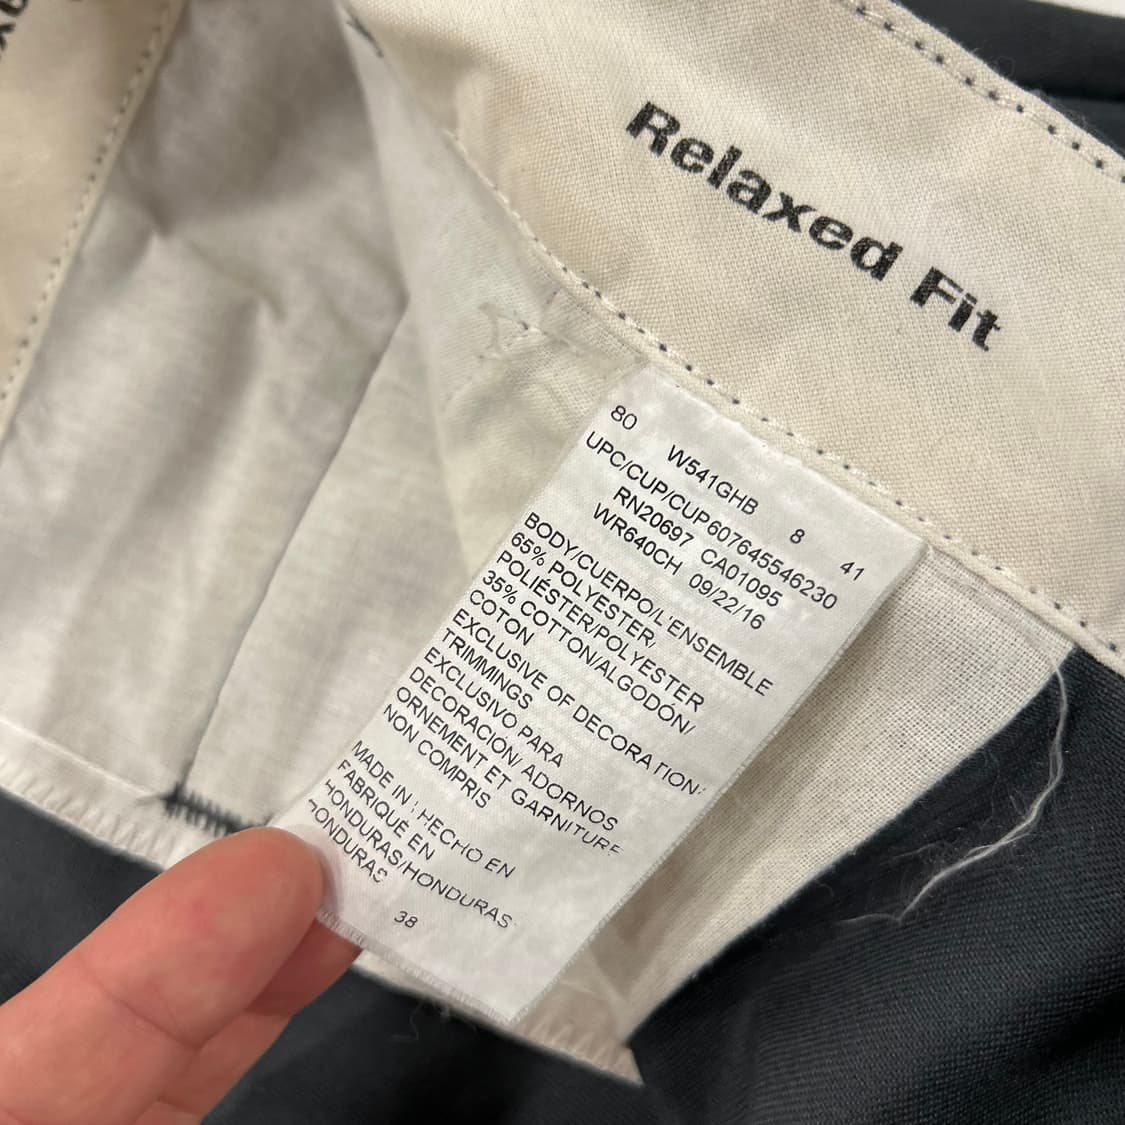 Relaxed Fit
80 W541GHB 8 41
UPC/CUP/CUP607645546230
RN20697 CA01095
WR640CH 09/22/16
BODY/CUERPO/L'ENSEMBLE
65% POLYESTER,
POLIÉSTER/POLYESTER
35% COTTON/ALGODÓN/
COTON
EXCLUSIVE OF DECORATION
TRIMMINGS
EXCLUSIVO PARA
DECORACIÓN/ ADORNOS
ORNEMENT ET GARNITURE
NON COMPRIS
MADE IN / HECHO EN
FABRIQUÉ EN
HONDURAS/HONDURAS
HONDURAS
38